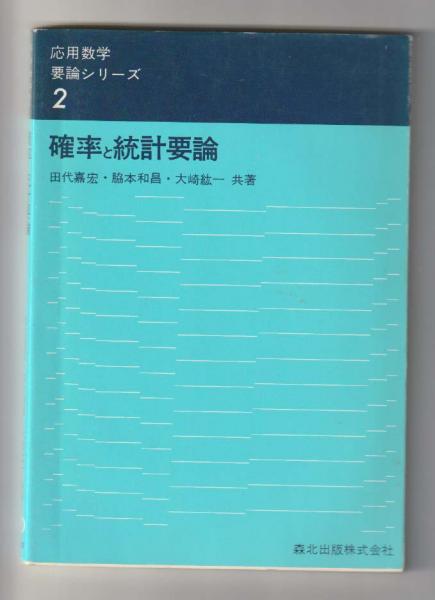 応用数学
要論シリーズ
2
確率と統計要論
田代嘉宏・脇本和昌・大崎紘一 共著
森北出版株式会社